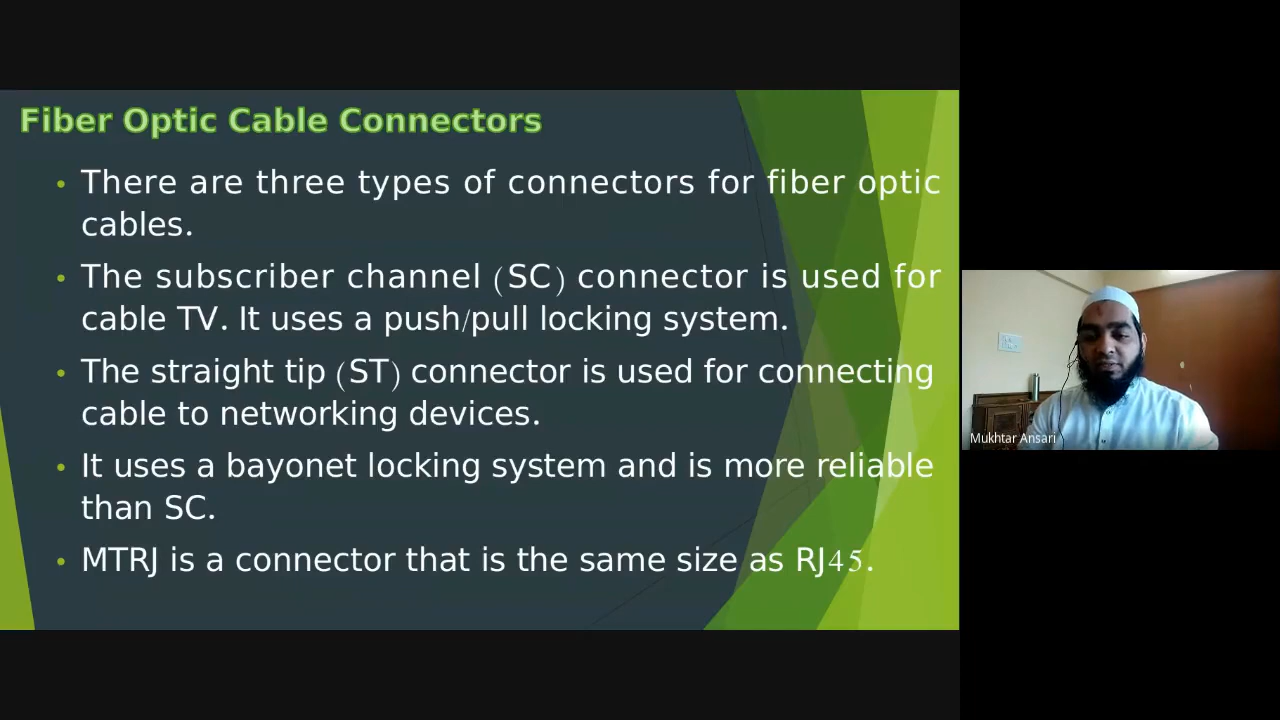 Fiber Optic Cable Connectors
• There are three types of connectors for fiber optic
cables.
• The subscriber channel (SC) connector is used for
cable TV. It uses a push/pull locking system.
• The straight tip (ST) connector is used for connecting
cable to networking devices.
• It uses a bayonet locking system and is more reliable
than SC.
• MTRJ is a connector that is the same size as RJ45.
Mukhtar Ansari